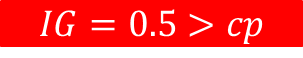 IG = 0.5 > cp